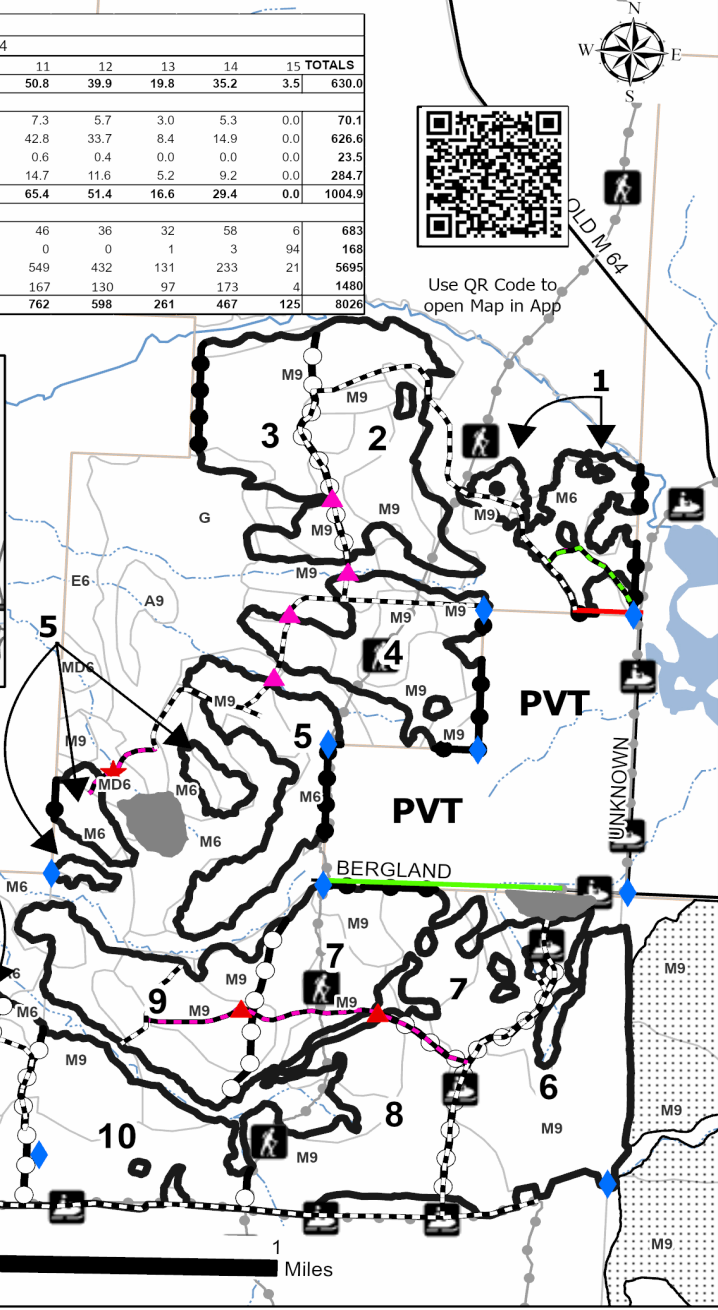 4
11 12 13 14 15 TOTALS
50.8 39.9 19.8 35.2 3.5 630.0
7.3 5.7 3.0 5.3 0.0 70.1
42.8 33.7 8.4 14.9 0.0 626.6
0.6 0.4 0.0 0.0 0.0 23.5
14.7 11.6 5.2 9.2 0.0 284.7
65.4 51.4 16.6 29.4 0.0 1004.9
46 36 32 58 6 683
0 0 1 3 94 168
549 432 131 233 21 5695
167 130 97 173 4 1480
762 598 261 467 125 8026
N
W E
S
OLD M 64
Use QR Code to
open Map in App
M9
M9
1
3
2
M6
M9
M9
G
M9
M9
E6
A9
M9
M9
5
4
MD6
M9
M9
PVT
M9
5
M9
MD6
M6
M6
PVT
UNKNOWN
M6
M6
BERGLAND
M6
M9
7
M9
M9
7
9
M9
M9
M6
M6
M9
6
8
M9
M9
10
M9
M9
M9
1
Miles